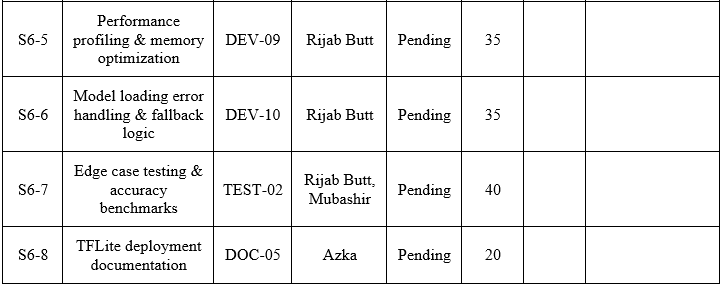 S6-5 Performance profiling & memory optimization DEV-09 Rijab Butt Pending 35
S6-6 Model loading error handling & fallback logic DEV-10 Rijab Butt Pending 35
S6-7 Edge case testing & accuracy benchmarks TEST-02 Rijab Butt, Mubashir Pending 40
S6-8 TFLite deployment documentation DOC-05 Azka Pending 20